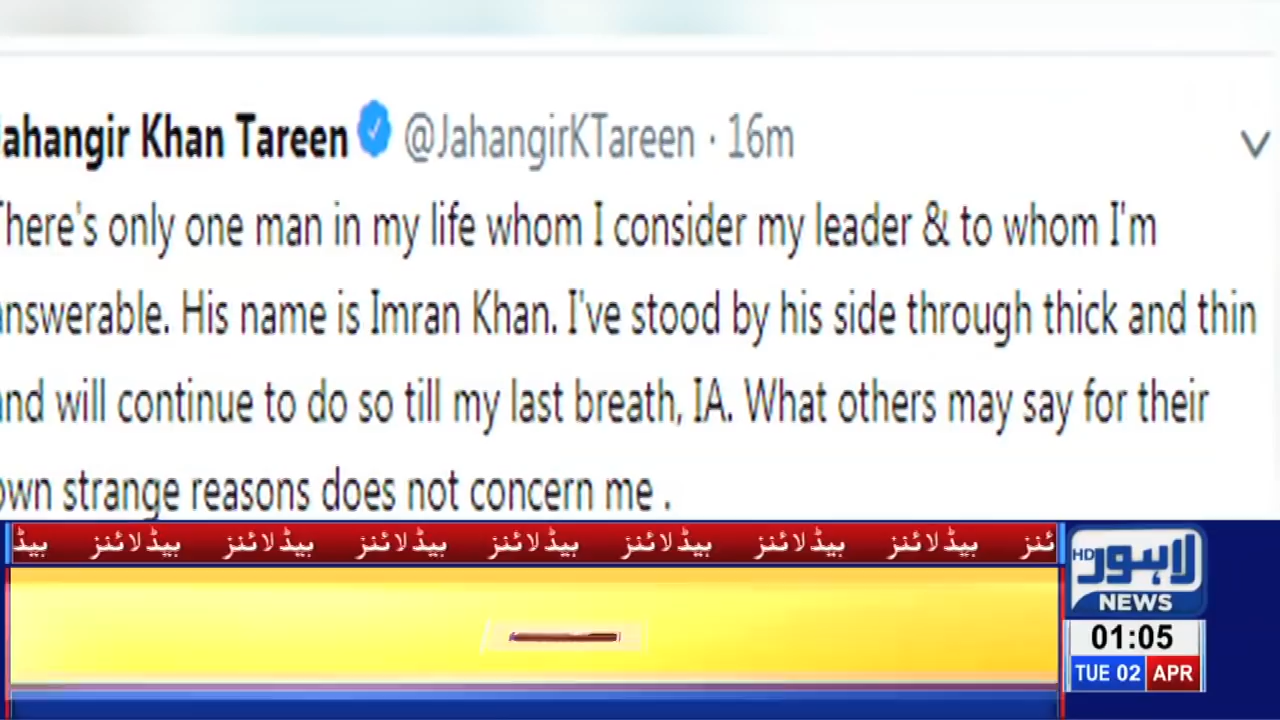 Jahangir Khan Tareen @JahangirKTareen · 16m
There's only one man in my life whom I consider my leader & to whom I'm
answerable. His name is Imran Khan. I've stood by his side through thick and thin
and will continue to do so till my last breath, IA. What others may say for their
own strange reasons does not concern me .
ہیڈ ہیڈلائنز ہیڈلائنز ہیڈلائنز ہیڈلائنز ہیڈلائنز ہیڈلائنز ہیڈلائنز ئنز
لاہور HD
NEWS
01:05
TUE 02 APR